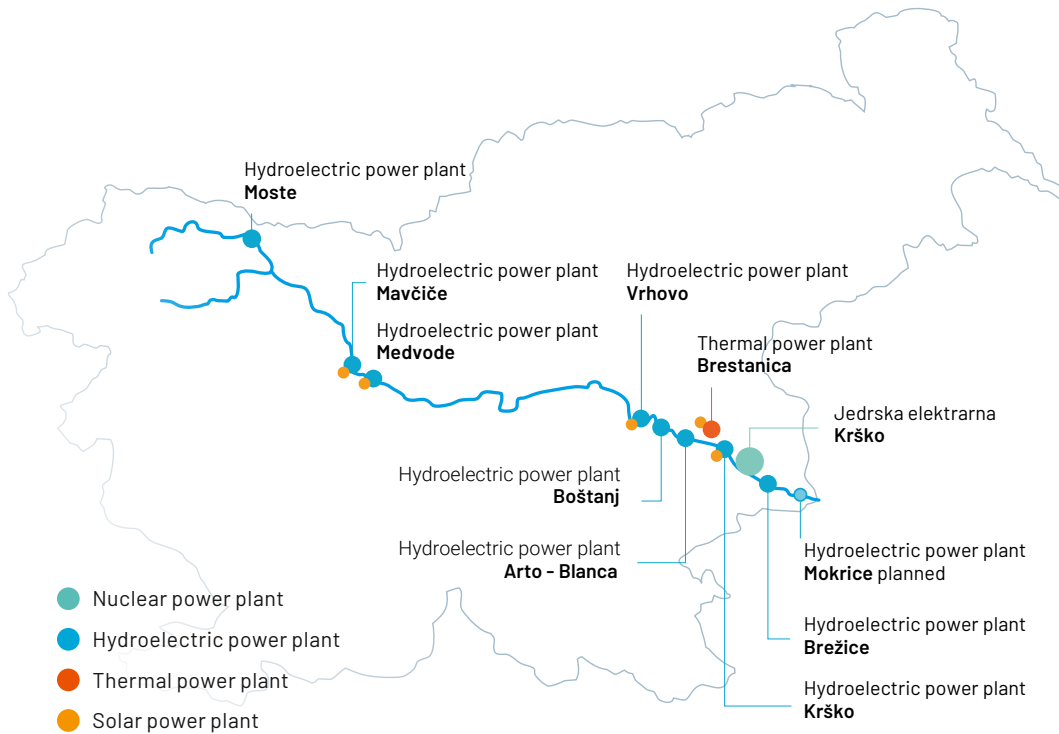 Hydroelectric power plant
Moste
Hydroelectric power plant
Mavčiče
Hydroelectric power plant
Vrhovo
Hydroelectric power plant
Medvode
Thermal power plant
Brestanica
Jedrska elektrarna
Krško
Hydroelectric power plant
Boštanj
Hydroelectric power plant
Arto - Blanca
Hydroelectric power plant
Mokrice planned
Hydroelectric power plant
Brežice
Hydroelectric power plant
Krško
Nuclear power plant
Hydroelectric power plant
Thermal power plant
Solar power plant